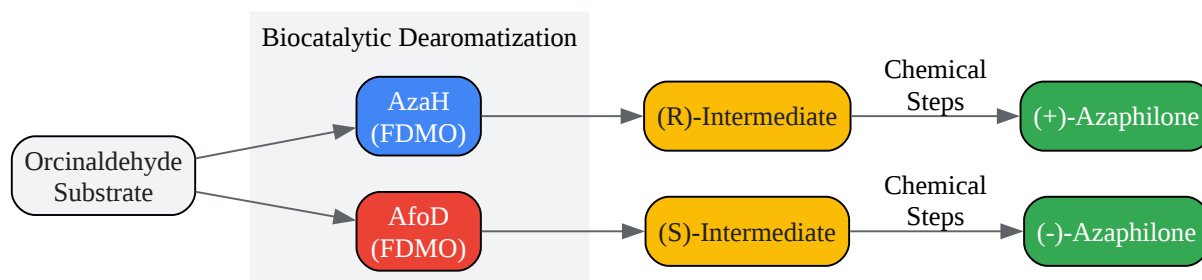 Biocatalytic Dearomatization
Orcinaldehyde
Substrate
AzaH
(FDMO)
(R)-Intermediate
Chemical
Steps
(+)-Azaphilone
AfoD
(FDMO)
(S)-Intermediate
Chemical
Steps
(-)-Azaphilone